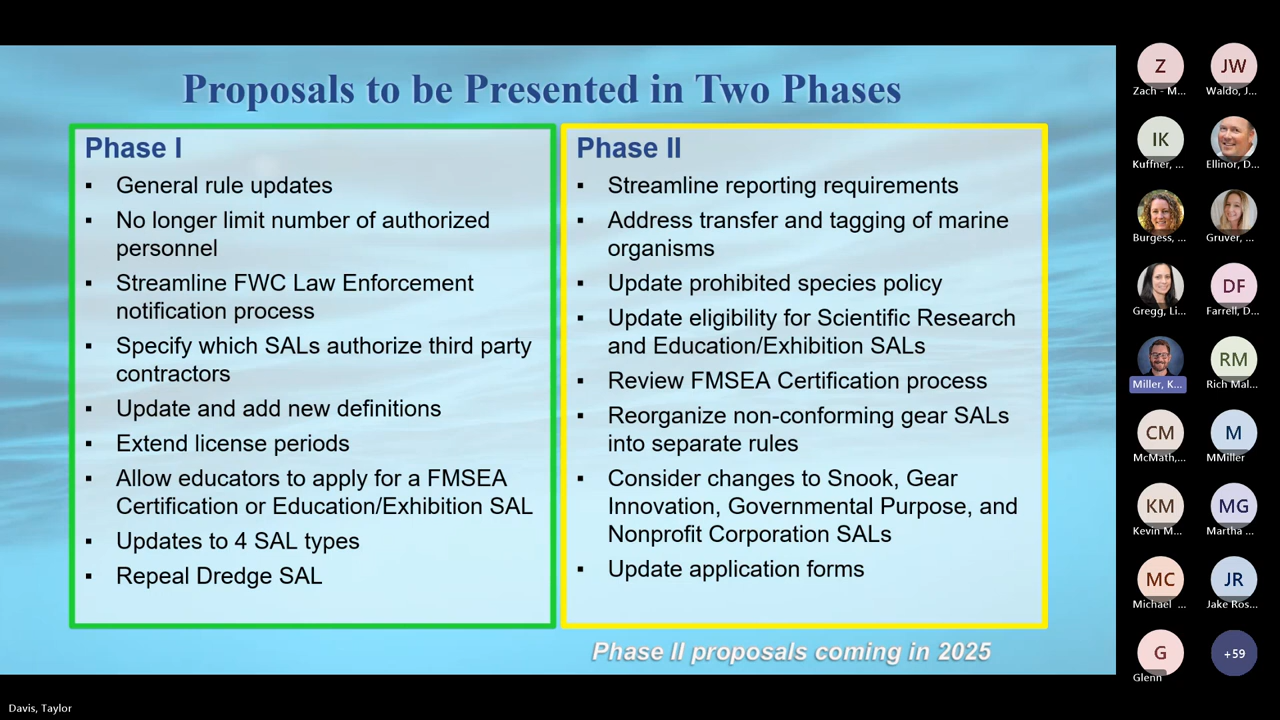 Proposals to be Presented in Two Phases
Phase I
▪ General rule updates
▪ No longer limit number of authorized
personnel
▪ Streamline FWC Law Enforcement
notification process
▪ Specify which SALs authorize third party
contractors
▪ Update and add new definitions
▪ Extend license periods
▪ Allow educators to apply for a FMSEA
Certification or Education/Exhibition SAL
▪ Updates to 4 SAL types
▪ Repeal Dredge SAL
Phase II
▪ Streamline reporting requirements
▪ Address transfer and tagging of marine
organisms
▪ Update prohibited species policy
▪ Update eligibility for Scientific Research
and Education/Exhibition SALs
▪ Review FMSEA Certification process
▪ Reorganize non-conforming gear SALs
into separate rules
▪ Consider changes to Snook, Gear
Innovation, Governmental Purpose, and
Nonprofit Corporation SALs
▪ Update application forms
Phase II proposals coming in 2025
Z
Zach - M...
JW
Waldo, J...
IK
Kuffner, ...
Ellinor, D...
Burgess, ...
Gruver, ...
Gregg, Li...
DF
Farrell, D...
Miller, K...
RM
Rich Mal...
CM
McMath,...
M
MMiller
KM
Kevin M...
MG
Martha ...
MC
Michael ...
JR
Jake Ros...
G
Glenn
+59
Davis, Taylor